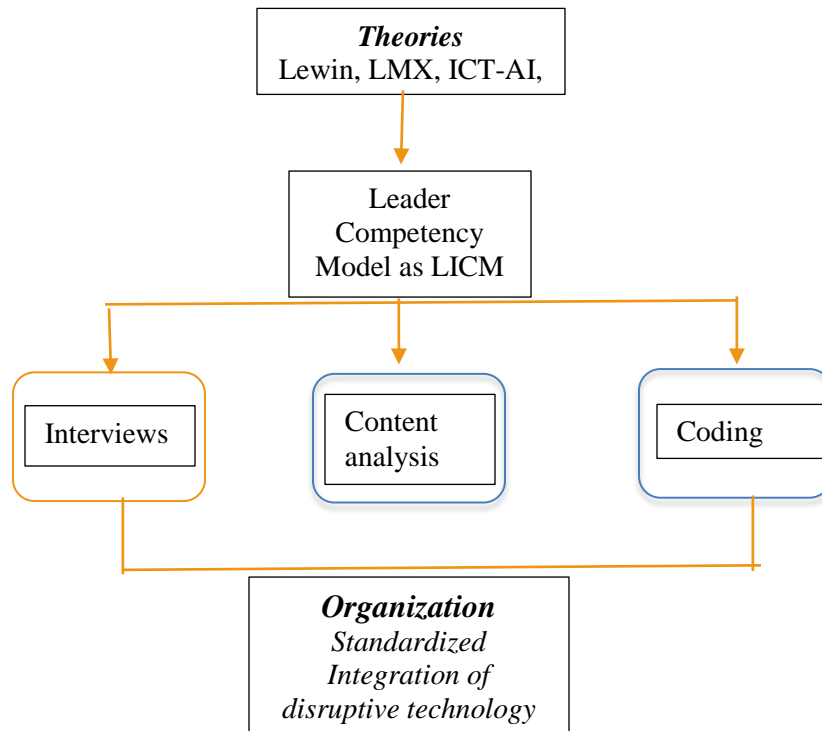 Theories
Lewin, LMX, ICT-AI,
Leader
Competency
Model as LICM
Interviews
Content
analysis
Coding
Organization
Standardized
Integration of
disruptive technology